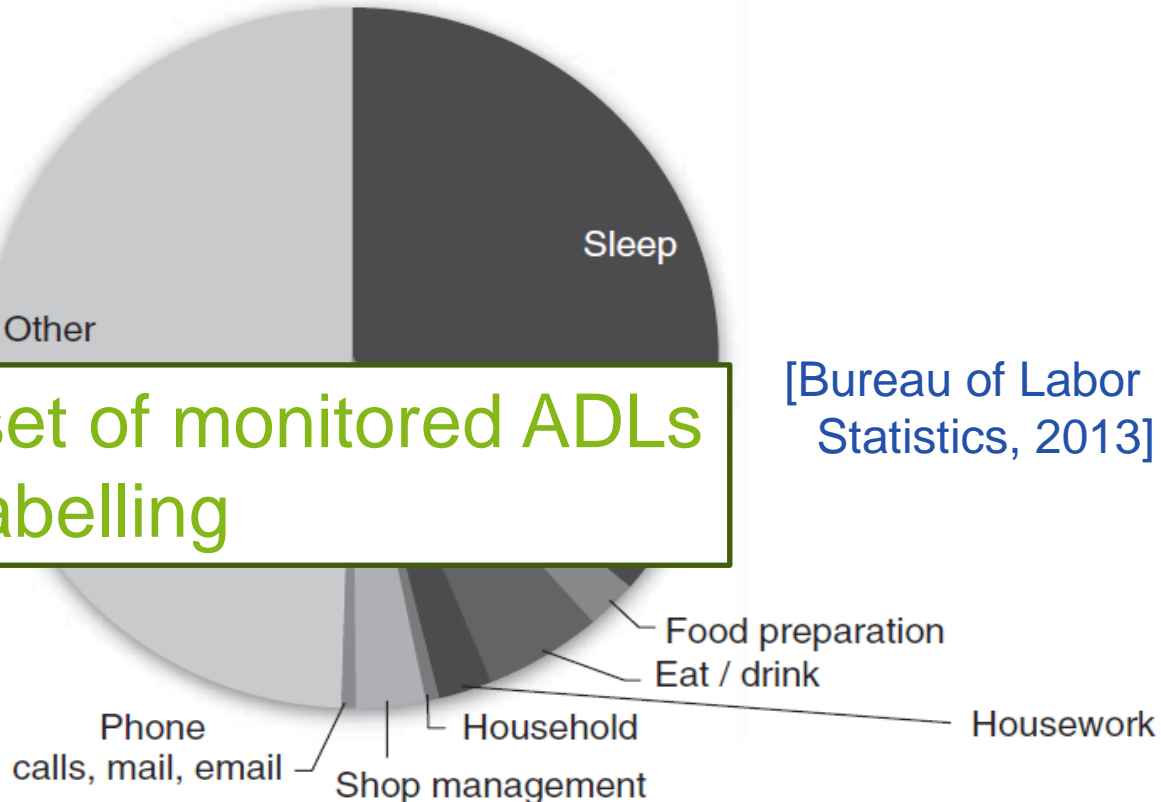 Sleep
Other
[Bureau of Labor
Statistics, 2013]
set of monitored ADLs
abelling
Food preparation
Eat / drink
Housework
Household
Phone
calls, mail, email
Shop management